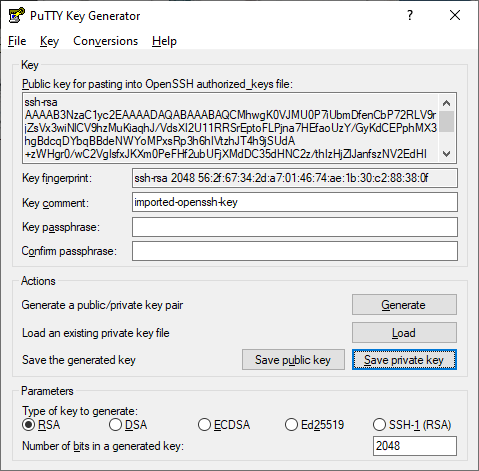 PuTTY Key Generator
?
File Key Conversions Help
Key
Public key for pasting into OpenSSH authorized_keys file:
ssh-rsa
AAAAB3NzaC1yc2EAAAADAQABAAABAQCMhwgK0VJMU0P7iUbmDfenCbP72RLV9r
jZsVx3wiNlCV9hzMuKiaqhJ/VdsXI2U11RRSrEptoFLPjna7HEfaoUzY/GyKdCEPphMX3
hgBdcqDYbqBBdeNWYoMPxsRp3h6hIVtzhJT4h9jSUdA
+zWHgr0/wC2VglsfxJKXm0PeFHf2ubUFjXMdDC35dHNC2z/thIzHjZlJanfszNV2EdHI
Key fingerprint: ssh-rsa 2048 56:2f:67:34:2d:a7:01:46:74:ae:1b:30:c2:88:38:0f
Key comment: imported-openssh-key
Key passphrase:
Confirm passphrase:
Actions
Generate a public/private key pair Generate
Load an existing private key file Load
Save the generated key Save public key Save private key
Parameters
Type of key to generate:
RSA DSA ECDSA Ed25519 SSH-1 (RSA)
Number of bits in a generated key: 2048